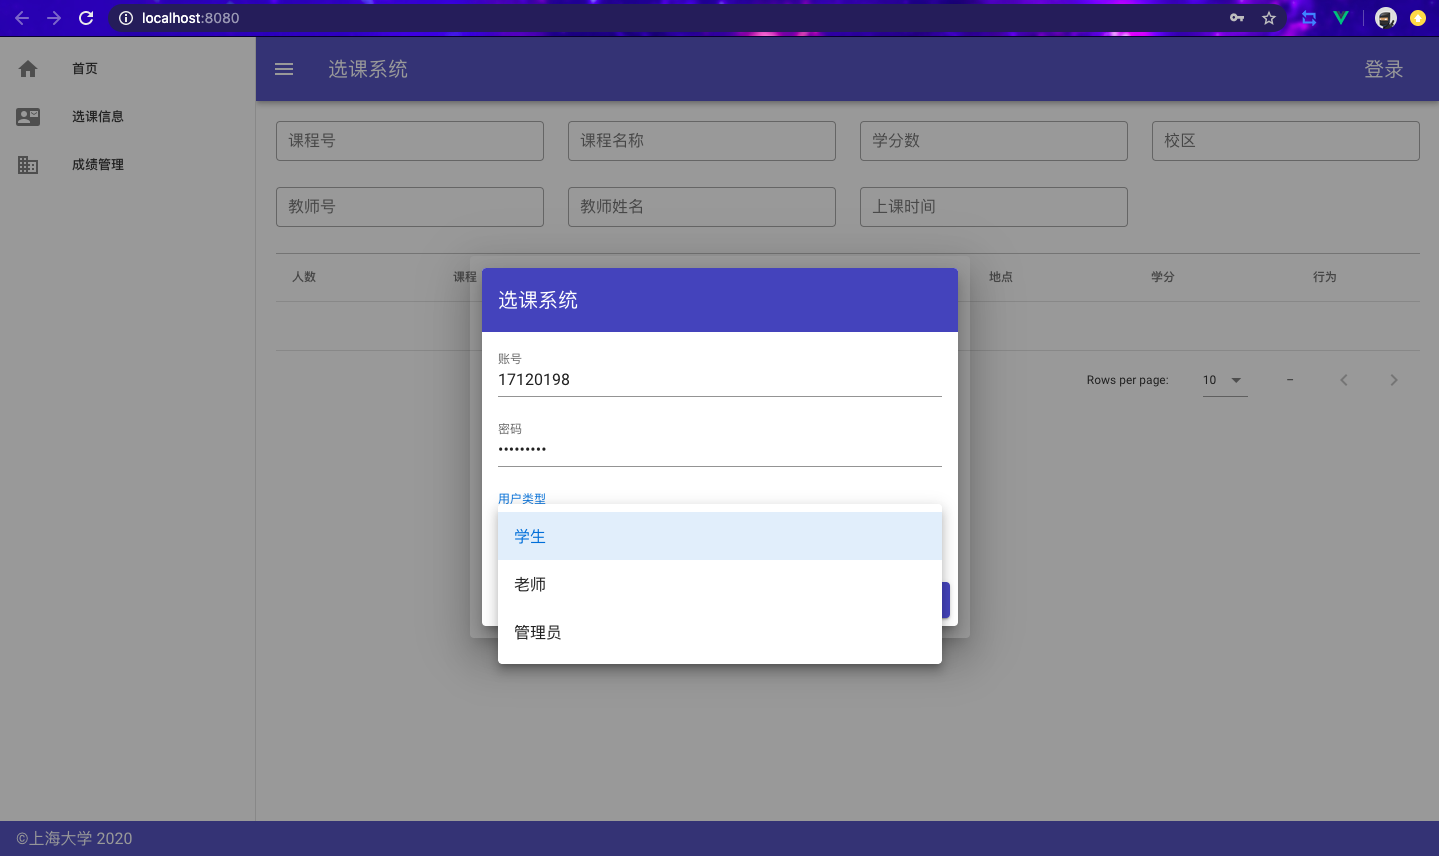 localhost:8080
首页
选课信息
成绩管理
选课系统
登录
课程号
课程名称
学分数
校区
教师号
教师姓名
上课时间
人数
课程
地点
学分
行为
选课系统
账号
17120198
密码
•••••••••
用户类型
学生
老师
管理员
Rows per page:
10
–
©上海大学 2020